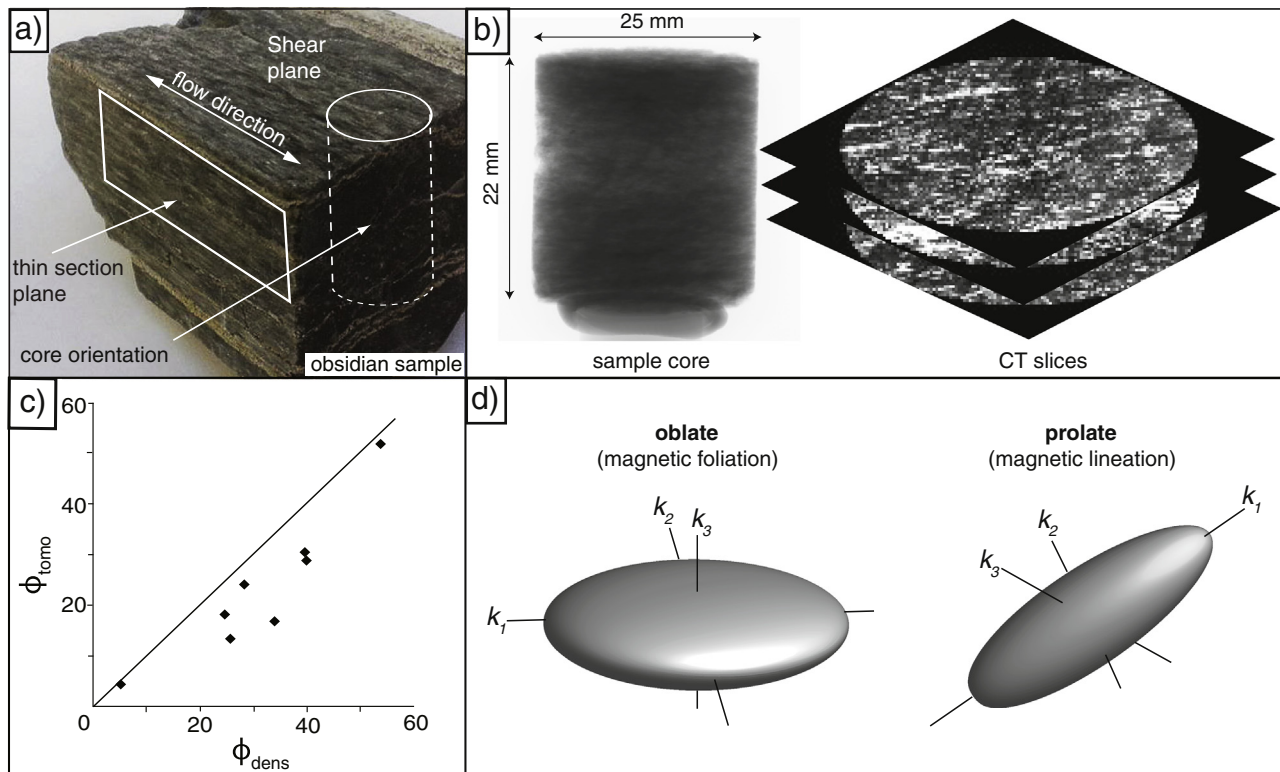 a)
Shear
plane
flow direction
thin section
plane
core orientation
obsidian sample
b)
25 mm
22 mm
sample core
CT slices
c)
60
40
20
0
20
40
60
ϕtomo
ϕdens
d)
oblate
(magnetic foliation)
k1
k2
k3
prolate
(magnetic lineation)
k1
k2
k3